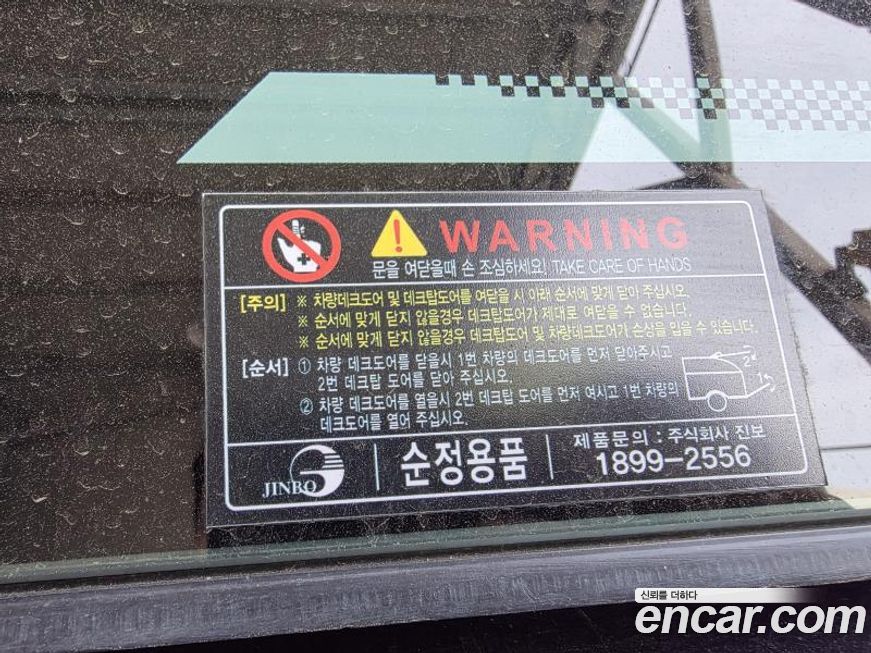 WARNING
문을 여닫을때 손 조심하세요! TAKE CARE OF HANDS
[주의] ※ 차량데크도어 및 데크탑도어를 여닫을 시 아래 순서에 맞게 닫아 주십시오.
※ 순서에 맞게 닫지 않을경우 데크탑도어가 제대로 여닫을 수 없습니다.
※ 순서에 맞게 닫지 않을경우 데크탑도어 및 차량데크도어가 손상을 입을 수 있습니다.
[순서] ① 차량 데크도어를 닫을시 1번 차량의 데크도어를 먼저 닫아주시고
2번 데크탑 도어를 닫아 주십시오.
② 차량 데크도어를 열을시 2번 데크탑 도어를 먼저 여시고 1번 차량의
데크도어를 열어 주십시오.
2
1
JINBO
순정용품
제품문의 : 주식회사 진보
1899-2556
신뢰를 더하다
encar.com